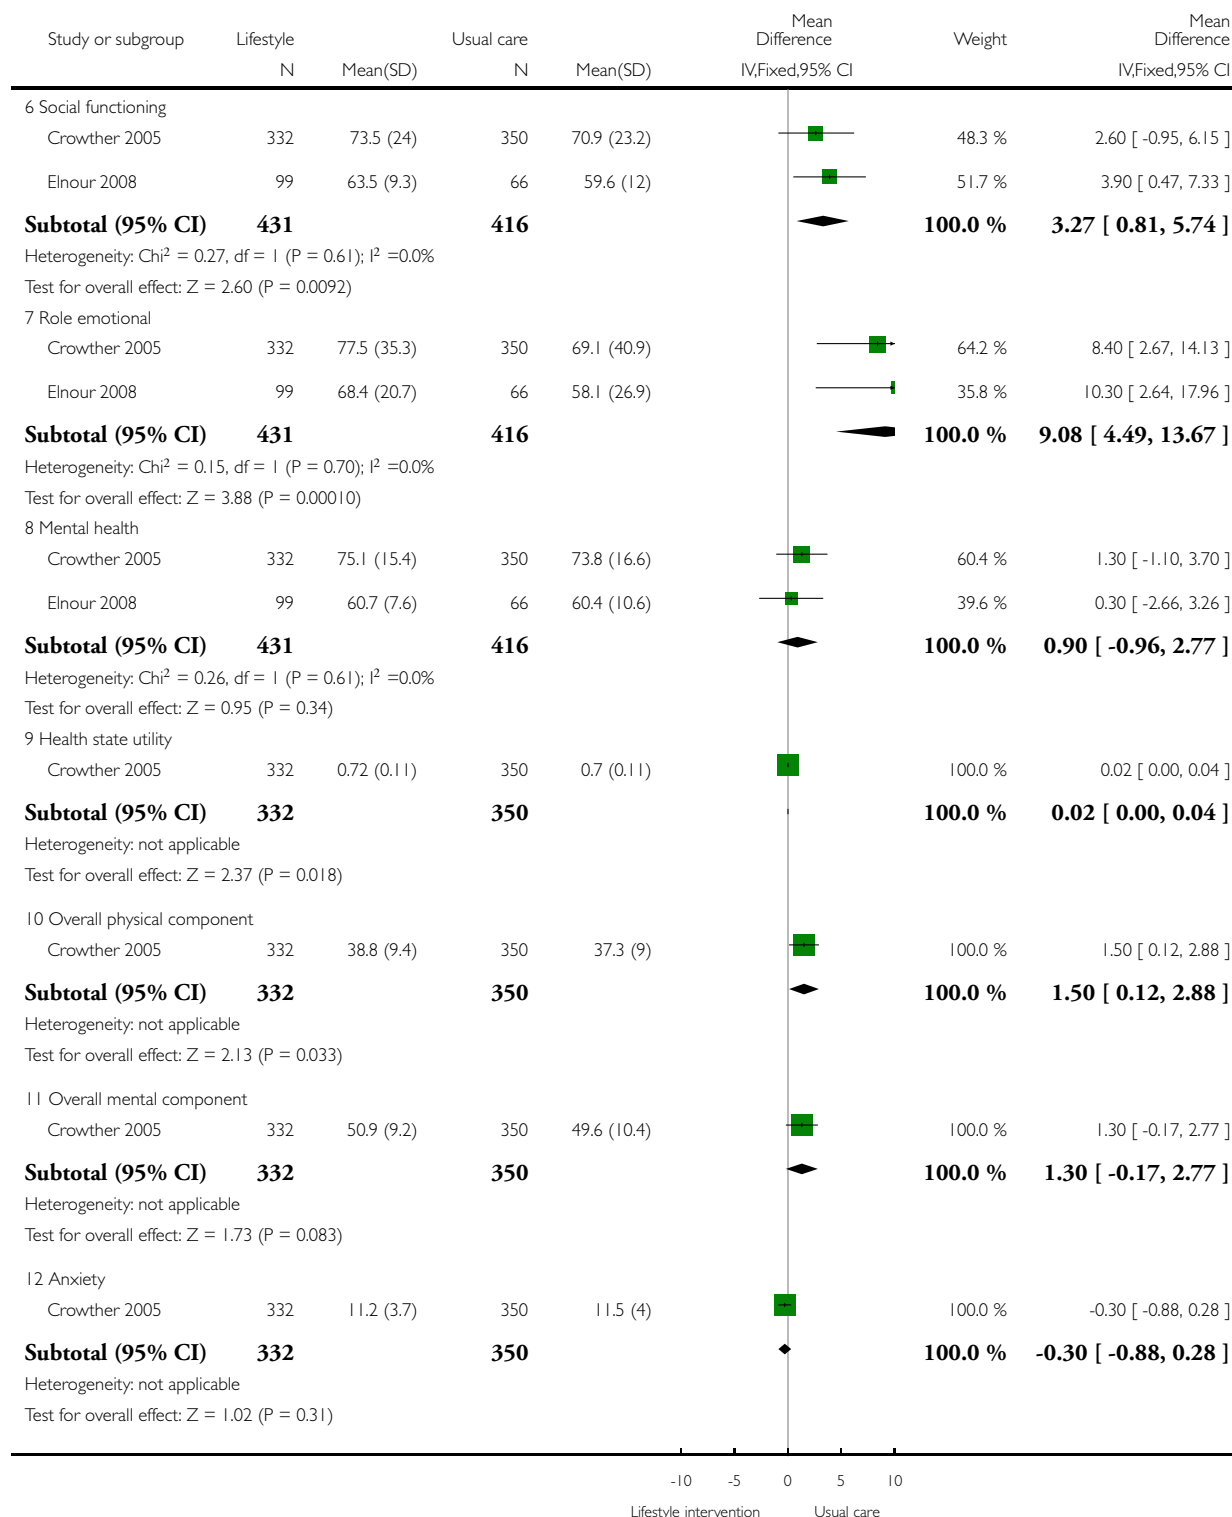 Study or subgroup Lifestyle Usual care Mean Difference Weight Mean Difference
N Mean(SD) N Mean(SD) IV,Fixed,95% CI IV,Fixed,95% CI
6 Social functioning
Crowther 2005 332 73.5 (24) 350 70.9 (23.2) 48.3 % 2.60 [ -0.95, 6.15 ]
Elnour 2008 99 63.5 (9.3) 66 59.6 (12) 51.7 % 3.90 [ 0.47, 7.33 ]
Subtotal (95% CI) 431 416 100.0 % 3.27 [ 0.81, 5.74 ]
Heterogeneity: Chi² = 0.27, df = 1 (P = 0.61); I² =0.0%
Test for overall effect: Z = 2.60 (P = 0.0092)
7 Role emotional
Crowther 2005 332 77.5 (35.3) 350 69.1 (40.9) 64.2 % 8.40 [ 2.67, 14.13 ]
Elnour 2008 99 68.4 (20.7) 66 58.1 (26.9) 35.8 % 10.30 [ 2.64, 17.96 ]
Subtotal (95% CI) 431 416 100.0 % 9.08 [ 4.49, 13.67 ]
Heterogeneity: Chi² = 0.15, df = 1 (P = 0.70); I² =0.0%
Test for overall effect: Z = 3.88 (P = 0.00010)
8 Mental health
Crowther 2005 332 75.1 (15.4) 350 73.8 (16.6) 60.4 % 1.30 [ -1.10, 3.70 ]
Elnour 2008 99 60.7 (7.6) 66 60.4 (10.6) 39.6 % 0.30 [ -2.66, 3.26 ]
Subtotal (95% CI) 431 416 100.0 % 0.90 [ -0.96, 2.77 ]
Heterogeneity: Chi² = 0.26, df = 1 (P = 0.61); I² =0.0%
Test for overall effect: Z = 0.95 (P = 0.34)
9 Health state utility
Crowther 2005 332 0.72 (0.11) 350 0.7 (0.11) 100.0 % 0.02 [ 0.00, 0.04 ]
Subtotal (95% CI) 332 350 100.0 % 0.02 [ 0.00, 0.04 ]
Heterogeneity: not applicable
Test for overall effect: Z = 2.37 (P = 0.018)
10 Overall physical component
Crowther 2005 332 38.8 (9.4) 350 37.3 (9) 100.0 % 1.50 [ 0.12, 2.88 ]
Subtotal (95% CI) 332 350 100.0 % 1.50 [ 0.12, 2.88 ]
Heterogeneity: not applicable
Test for overall effect: Z = 2.13 (P = 0.033)
11 Overall mental component
Crowther 2005 332 50.9 (9.2) 350 49.6 (10.4) 100.0 % 1.30 [ -0.17, 2.77 ]
Subtotal (95% CI) 332 350 100.0 % 1.30 [ -0.17, 2.77 ]
Heterogeneity: not applicable
Test for overall effect: Z = 1.73 (P = 0.083)
12 Anxiety
Crowther 2005 332 11.2 (3.7) 350 11.5 (4) 100.0 % -0.30 [ -0.88, 0.28 ]
Subtotal (95% CI) 332 350 100.0 % -0.30 [ -0.88, 0.28 ]
Heterogeneity: not applicable
Test for overall effect: Z = 1.02 (P = 0.31)
-10 -5 0 5 10
Lifestyle intervention Usual care